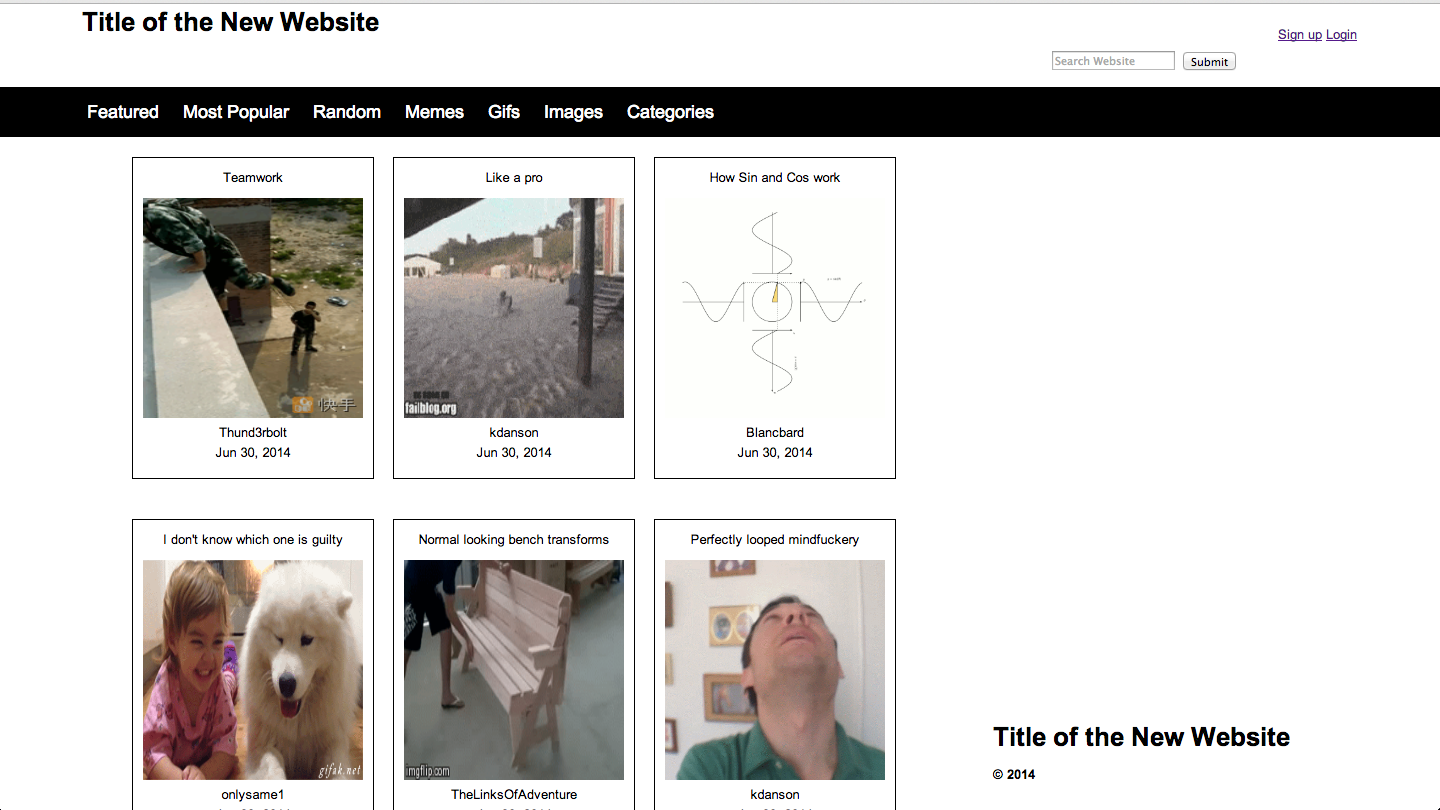 Title of the New Website
Sign up Login
Search Website Submit
Featured Most Popular Random Memes Gifs Images Categories
Teamwork
快手
Thund3rbolt
Jun 30, 2014
Like a pro
failblog.org
kdanson
Jun 30, 2014
How Sin and Cos work
Blancbard
Jun 30, 2014
I don't know which one is guilty
gifak.net
onlysame1
Normal looking bench transforms
imgflip.com
TheLinksOfAdventure
Perfectly looped mindfuckery
kdanson
Title of the New Website
© 2014